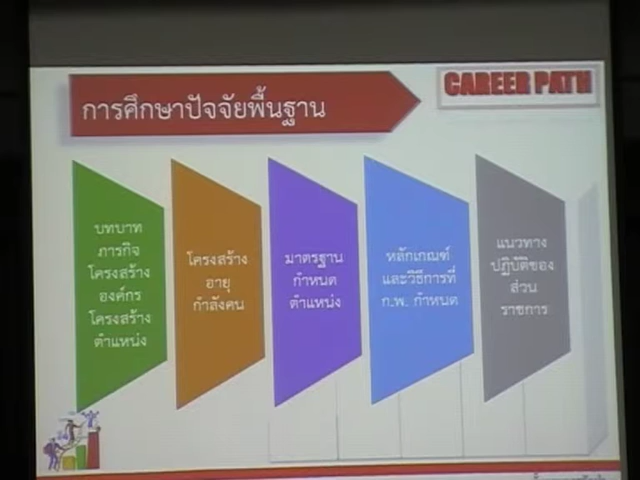 CAREER PATH
การศึกษาปัจจัยพื้นฐาน
บทบาท
ภารกิจ
โครงสร้าง
องค์กร
โครงสร้าง
ตำแหน่ง
โครงสร้าง
อายุ
กำลังคน
มาตรฐาน
กำหนด
ตำแหน่ง
หลักเกณฑ์
และวิธีการที่
ก.พ. กำหนด
แนวทาง
ปฏิบัติของ
ส่วน
ราชการ